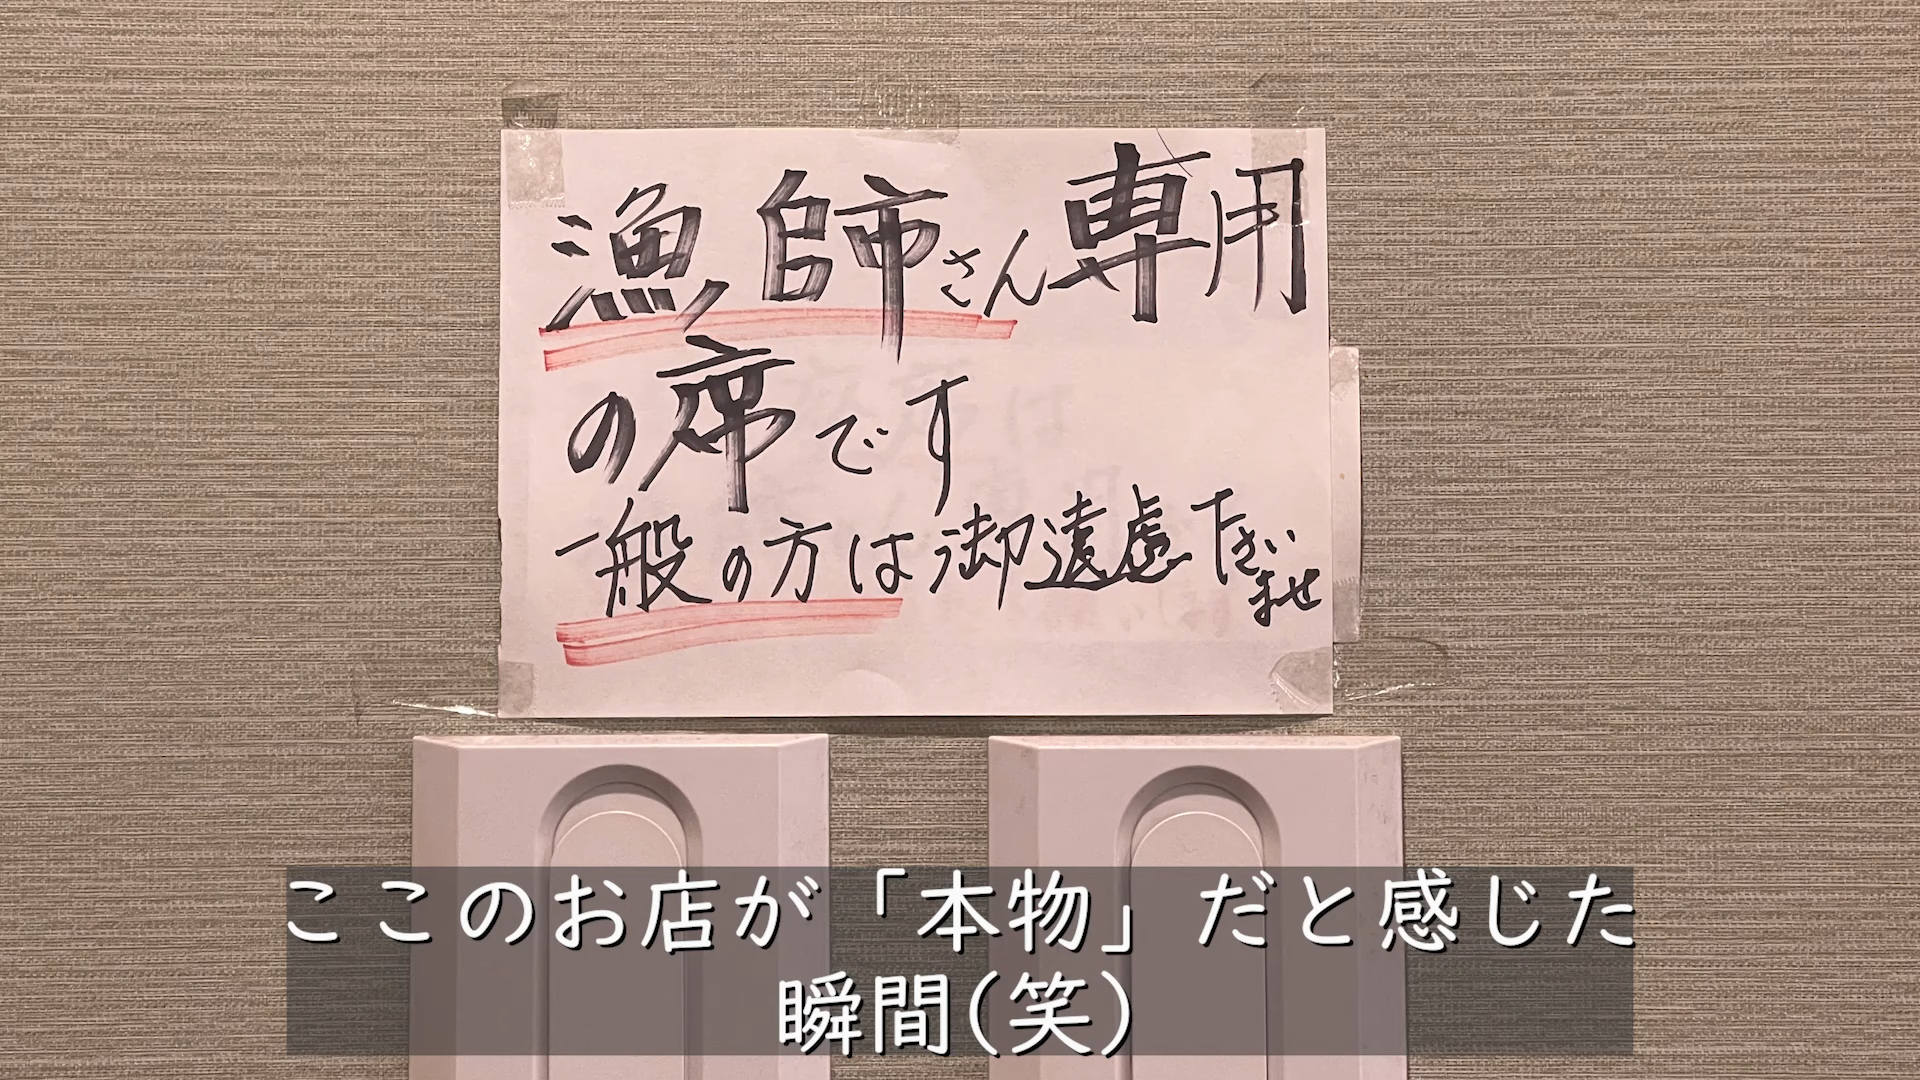 漁師さん専用
の席です
一般の方は御遠慮下さい
ませ
ここのお店が「本物」だと感じた
瞬間(笑)